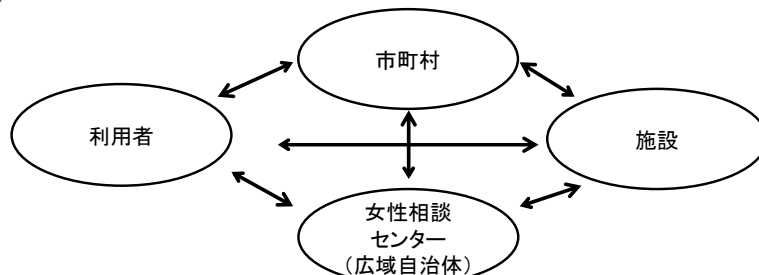 市町村
利用者
施設
女性相談
センター
（広域自治体）